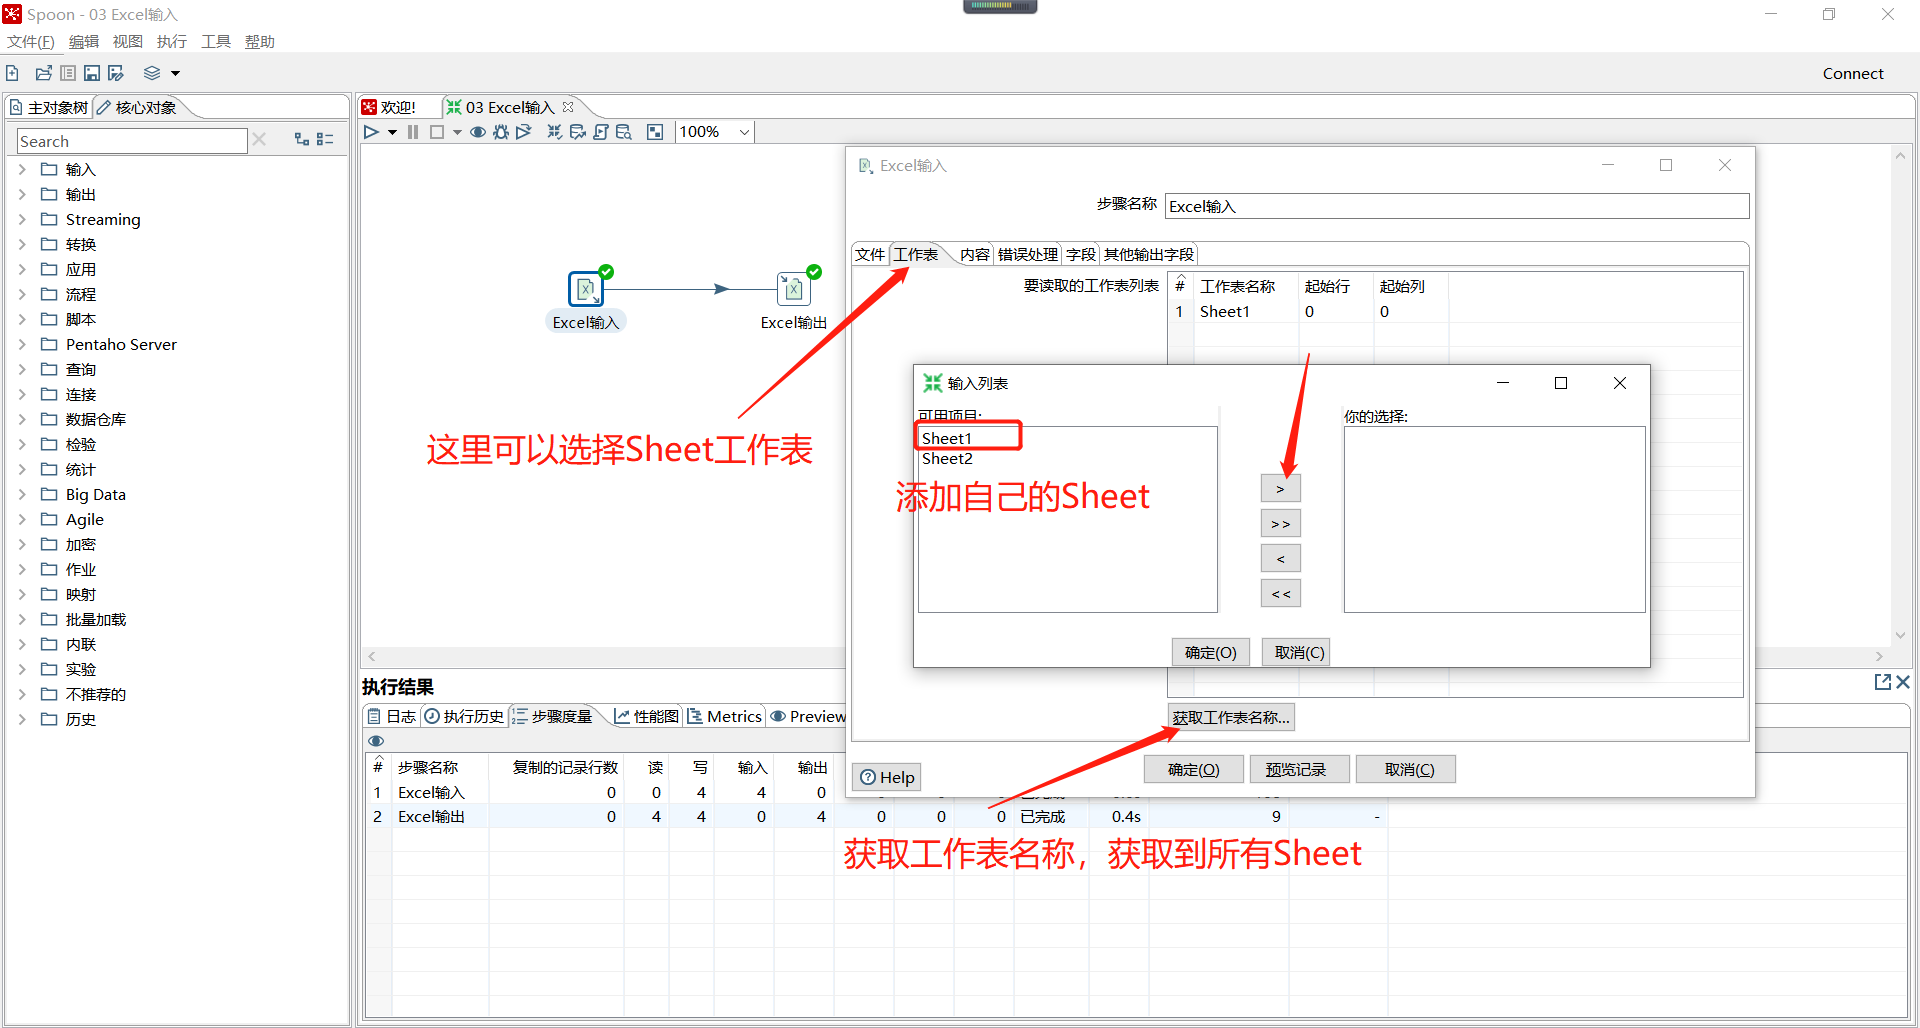 Spoon - 03 Excel输入
文件(F) 编辑 视图 执行 工具 帮助
Connect
主对象树 核心对象
Search
输入
输出
Streaming
转换
应用
流程
脚本
Pentaho Server
查询
连接
数据仓库
检验
统计
Big Data
Agile
加密
作业
映射
批量加载
内联
实验
不推荐的
历史
欢迎! 03 Excel输入
100%
Excel输入
Excel输出
这里可以选择Sheet工作表
Excel输入
步骤名称 Excel输入
文件 工作表 内容 错误处理 字段 其他输出字段
要读取的工作表列表
# 工作表名称 起始行 起始列
1 Sheet1 0 0
输入列表
可用项目:
Sheet1
Sheet2
添加自己的Sheet
>
>>
<
<<
你的选择:
确定(O) 取消(C)
获取工作表名称...
确定(O) 预览记录 取消(C)
Help
获取工作表名称，获取到所有Sheet
执行结果
日志 执行历史 步骤度量 性能图 Metrics Preview
# 步骤名称 复制的记录行数 读 写 输入 输出
1 Excel输入 0 0 4 4 0
2 Excel输出 0 4 4 0 4 0 0 0 已完成 0.4s 9 -